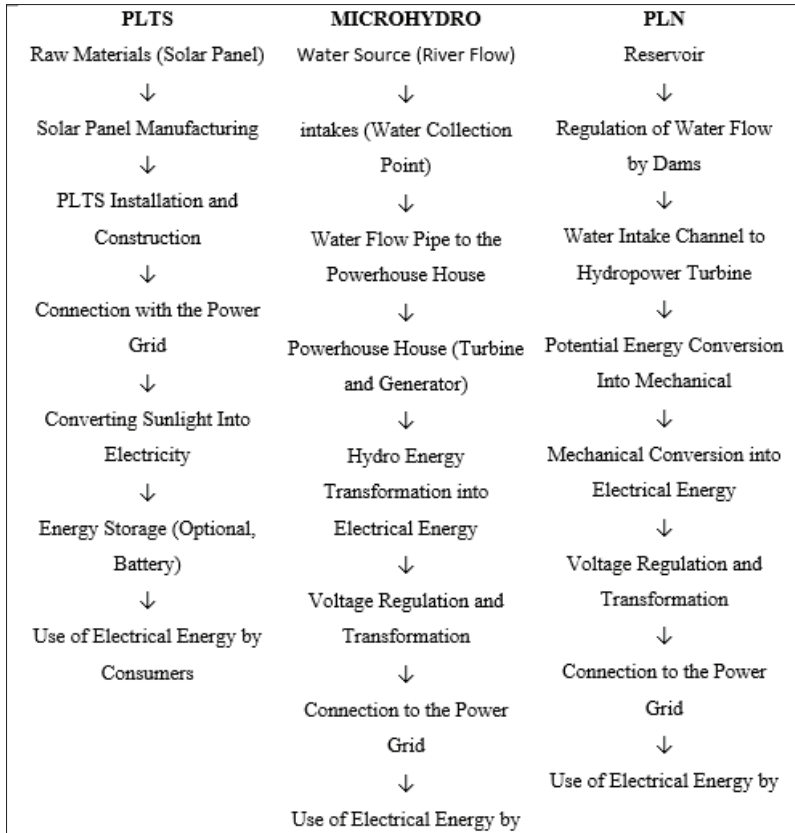 PLTS
Raw Materials (Solar Panel)
↓
Solar Panel Manufacturing
↓
PLTS Installation and
Construction
↓
Connection with the Power
Grid
↓
Converting Sunlight Into
Electricity
↓
Energy Storage (Optional,
Battery)
↓
Use of Electrical Energy by
Consumers
MICROHYDRO
Water Source (River Flow)
↓
intakes (Water Collection
Point)
↓
Water Flow Pipe to the
Powerhouse House
↓
Powerhouse House (Turbine
and Generator)
↓
Hydro Energy
Transformation into
Electrical Energy
↓
Voltage Regulation and
Transformation
↓
Connection to the Power
Grid
↓
Use of Electrical Energy by
PLN
Reservoir
↓
Regulation of Water Flow
by Dams
↓
Water Intake Channel to
Hydropower Turbine
↓
Potential Energy Conversion
Into Mechanical
↓
Mechanical Conversion into
Electrical Energy
↓
Voltage Regulation and
Transformation
↓
Connection to the Power
Grid
↓
Use of Electrical Energy by